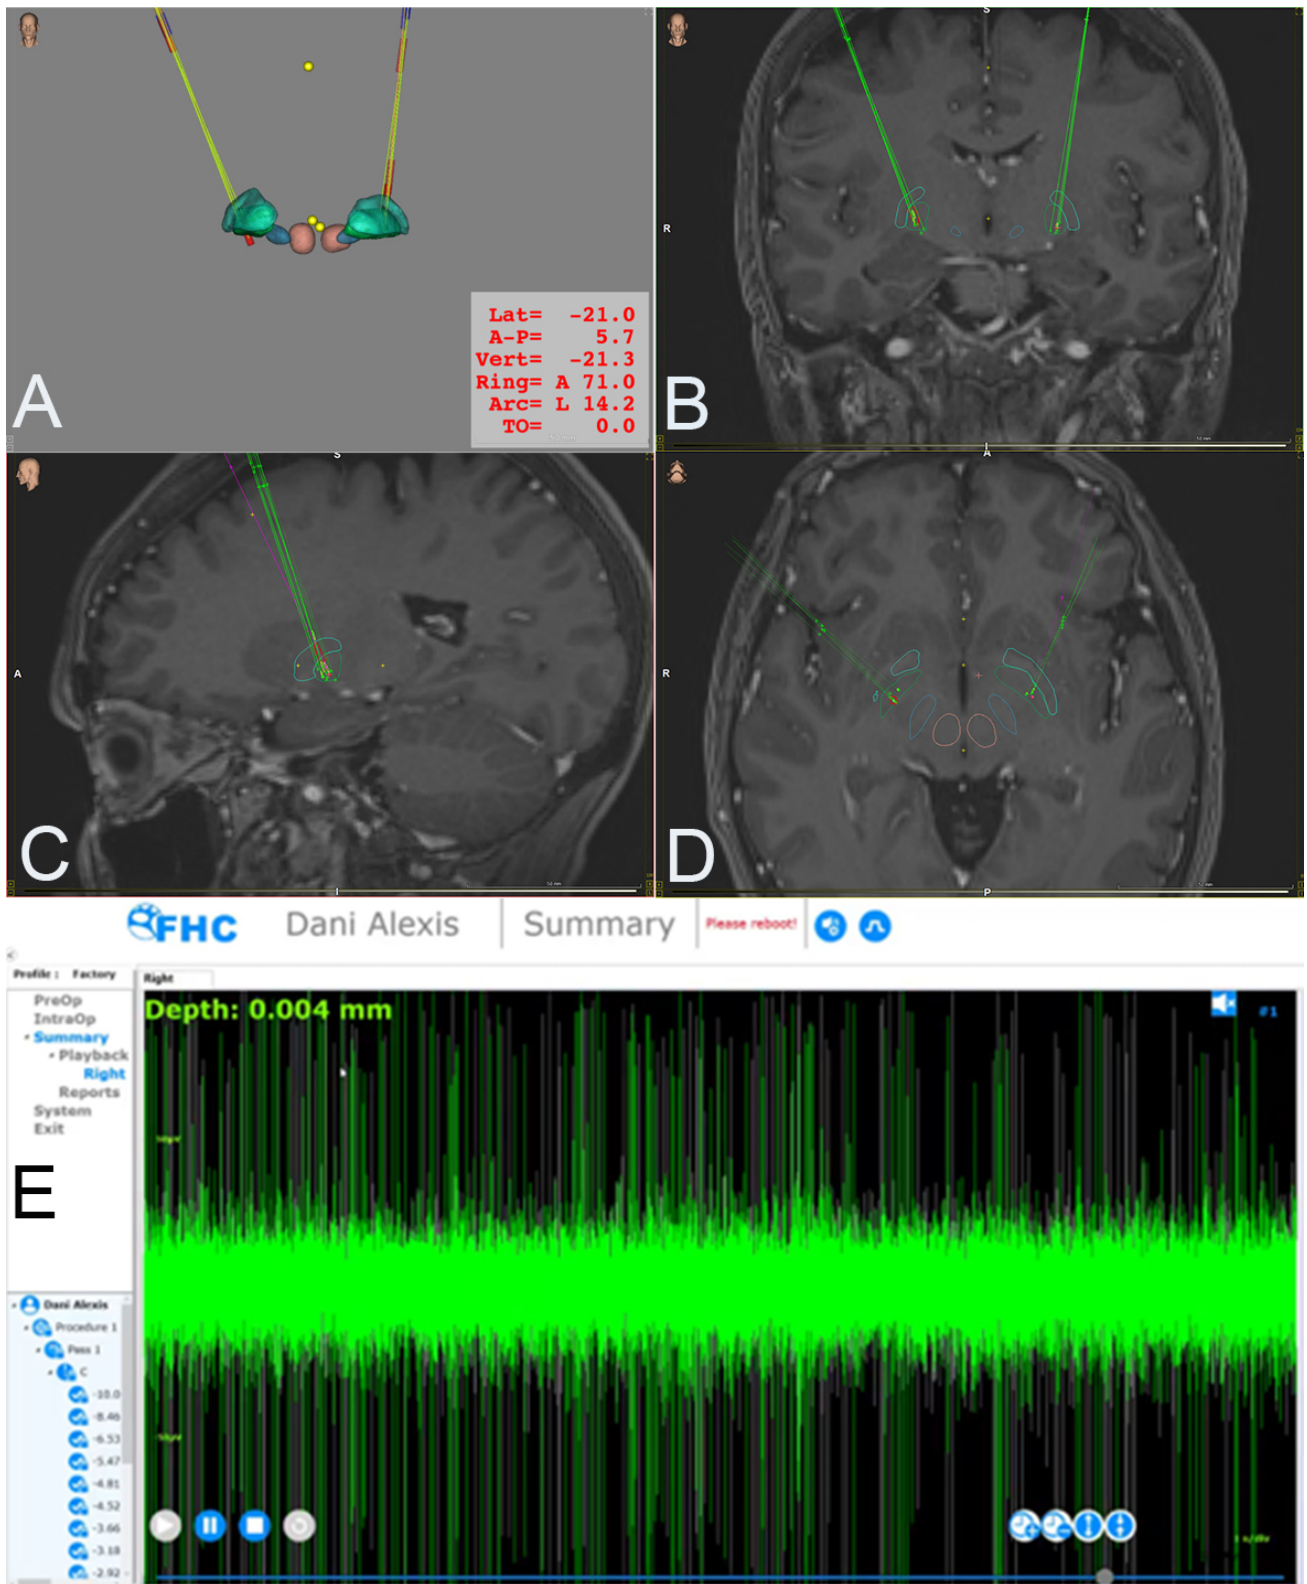 Lat= -21.0
A-P= 5.7
Vert= -21.3
Ring= A 71.0
Arc= L 14.2
TO= 0.0
A
S
R
I
B
S
A
I
C
A
R
P
D
FHC Dani Alexis Summary Please reboot!
Profile : Factory
Right
PreOp
IntraOp
Summary
Playback
Right
Reports
System
Exit
Depth: 0.004 mm
#1
E
Dani Alexis
Procedure 1
Pass 1
C
-10.0
-8.46
-6.53
-5.47
-4.81
-4.52
-3.66
-3.18
-2.92
1 s/div